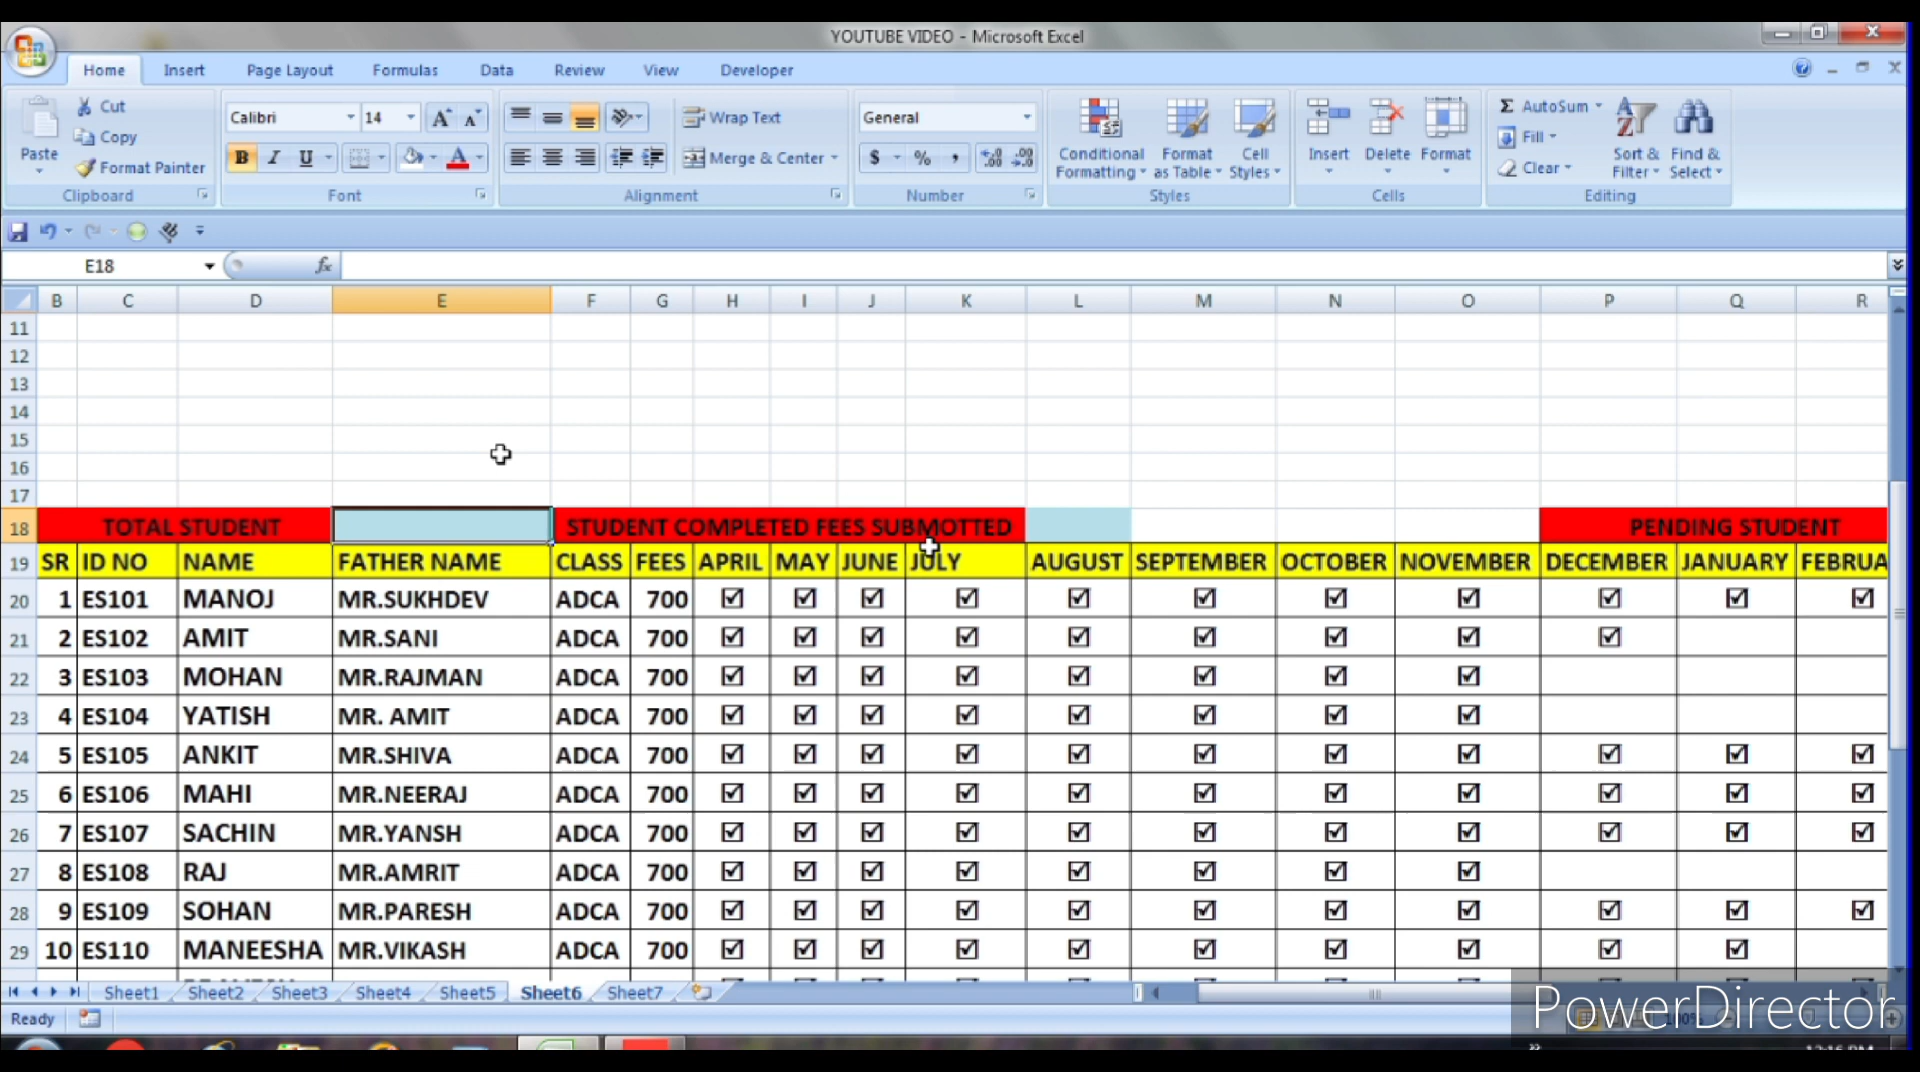 YOUTUBE VIDEO - Microsoft Excel
Home Insert Page Layout Formulas Data Review View Developer
Paste Cut Copy Format Painter Clipboard
Calibri 14 A A B I U A Font
Wrap Text Merge & Center Alignment
General $ % , .00 Number
Conditional Formatting Format as Table Cell Styles Styles
Insert Delete Format Cells
Σ AutoSum Fill Clear Sort & Filter Find & Select Editing
E18 fx
B C D E F G H I J K L M N O P Q R
11
12
13
14
15
16
17
18 TOTAL STUDENT STUDENT COMPLETED FEES SUBMOTTED PENDING STUDENT
19 SR ID NO NAME FATHER NAME CLASS FEES APRIL MAY JUNE JULY AUGUST SEPTEMBER OCTOBER NOVEMBER DECEMBER JANUARY FEBRUA
20 1 ES101 MANOJ MR.SUKHDEV ADCA 700
21 2 ES102 AMIT MR.SANI ADCA 700
22 3 ES103 MOHAN MR.RAJMAN ADCA 700
23 4 ES104 YATISH MR. AMIT ADCA 700
24 5 ES105 ANKIT MR.SHIVA ADCA 700
25 6 ES106 MAHI MR.NEERAJ ADCA 700
26 7 ES107 SACHIN MR.YANSH ADCA 700
27 8 ES108 RAJ MR.AMRIT ADCA 700
28 9 ES109 SOHAN MR.PARESH ADCA 700
29 10 ES110 MANEESHA MR.VIKASH ADCA 700
Sheet1 Sheet2 Sheet3 Sheet4 Sheet5 Sheet6 Sheet7
Ready 100%
PowerDirector